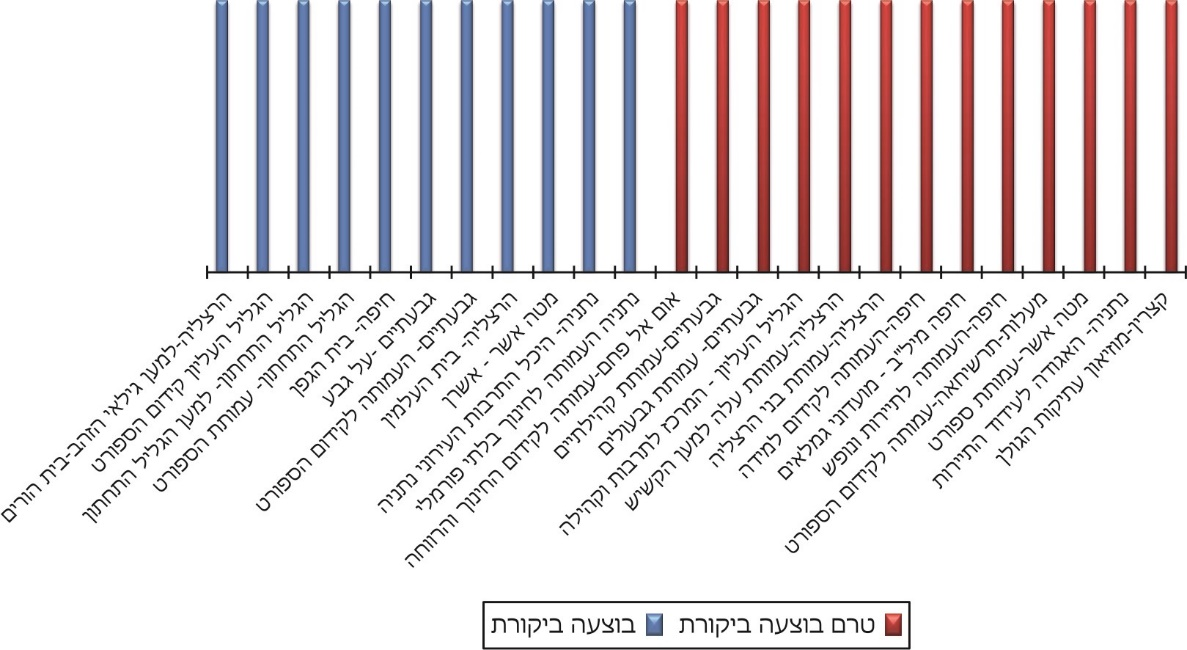 קצרין-מוזיאון עתיקות הגולן
נתניה- האגודה לעידוד התיירות
מטה אשר-עמותת ספורט
מעלות-תרשיחאה-עמותה לקידום הספורט
חיפה-העמותה לתיירות ונופש
חיפה מיל"ב - מועדוני גמלאים
חיפה-העמותה לקידום למידה
הרצליה-עמותת בני הרצליה
הרצליה-עמותת עלה למען הקשיש
הגליל העליון - המרכז לתרבות וקהילה
גבעתיים- עמותת גבעולים
גבעתיים-עמותת קהילתיים
אום אל פחם-עמותה לקידום החינוך והרווחה
נתניה העמותה לחינוך בלתי פורמלי
נתניה- היכל התרבות העירוני נתניה
מטה אשר - אשרן
הרצליה- בית העלמין
גבעתיים- העמותה לקידום הספורט
גבעתיים -על גבע
חיפה- בית הגפן
הגליל התחתון- עמותת הספורט
הגליל התחתון- למען הגליל התחתון
הגליל העליון קידום הספורט
הרצליה-למען גילאי הזהב-בית הורים
טרם בוצעה ביקורת
בוצעה ביקורת